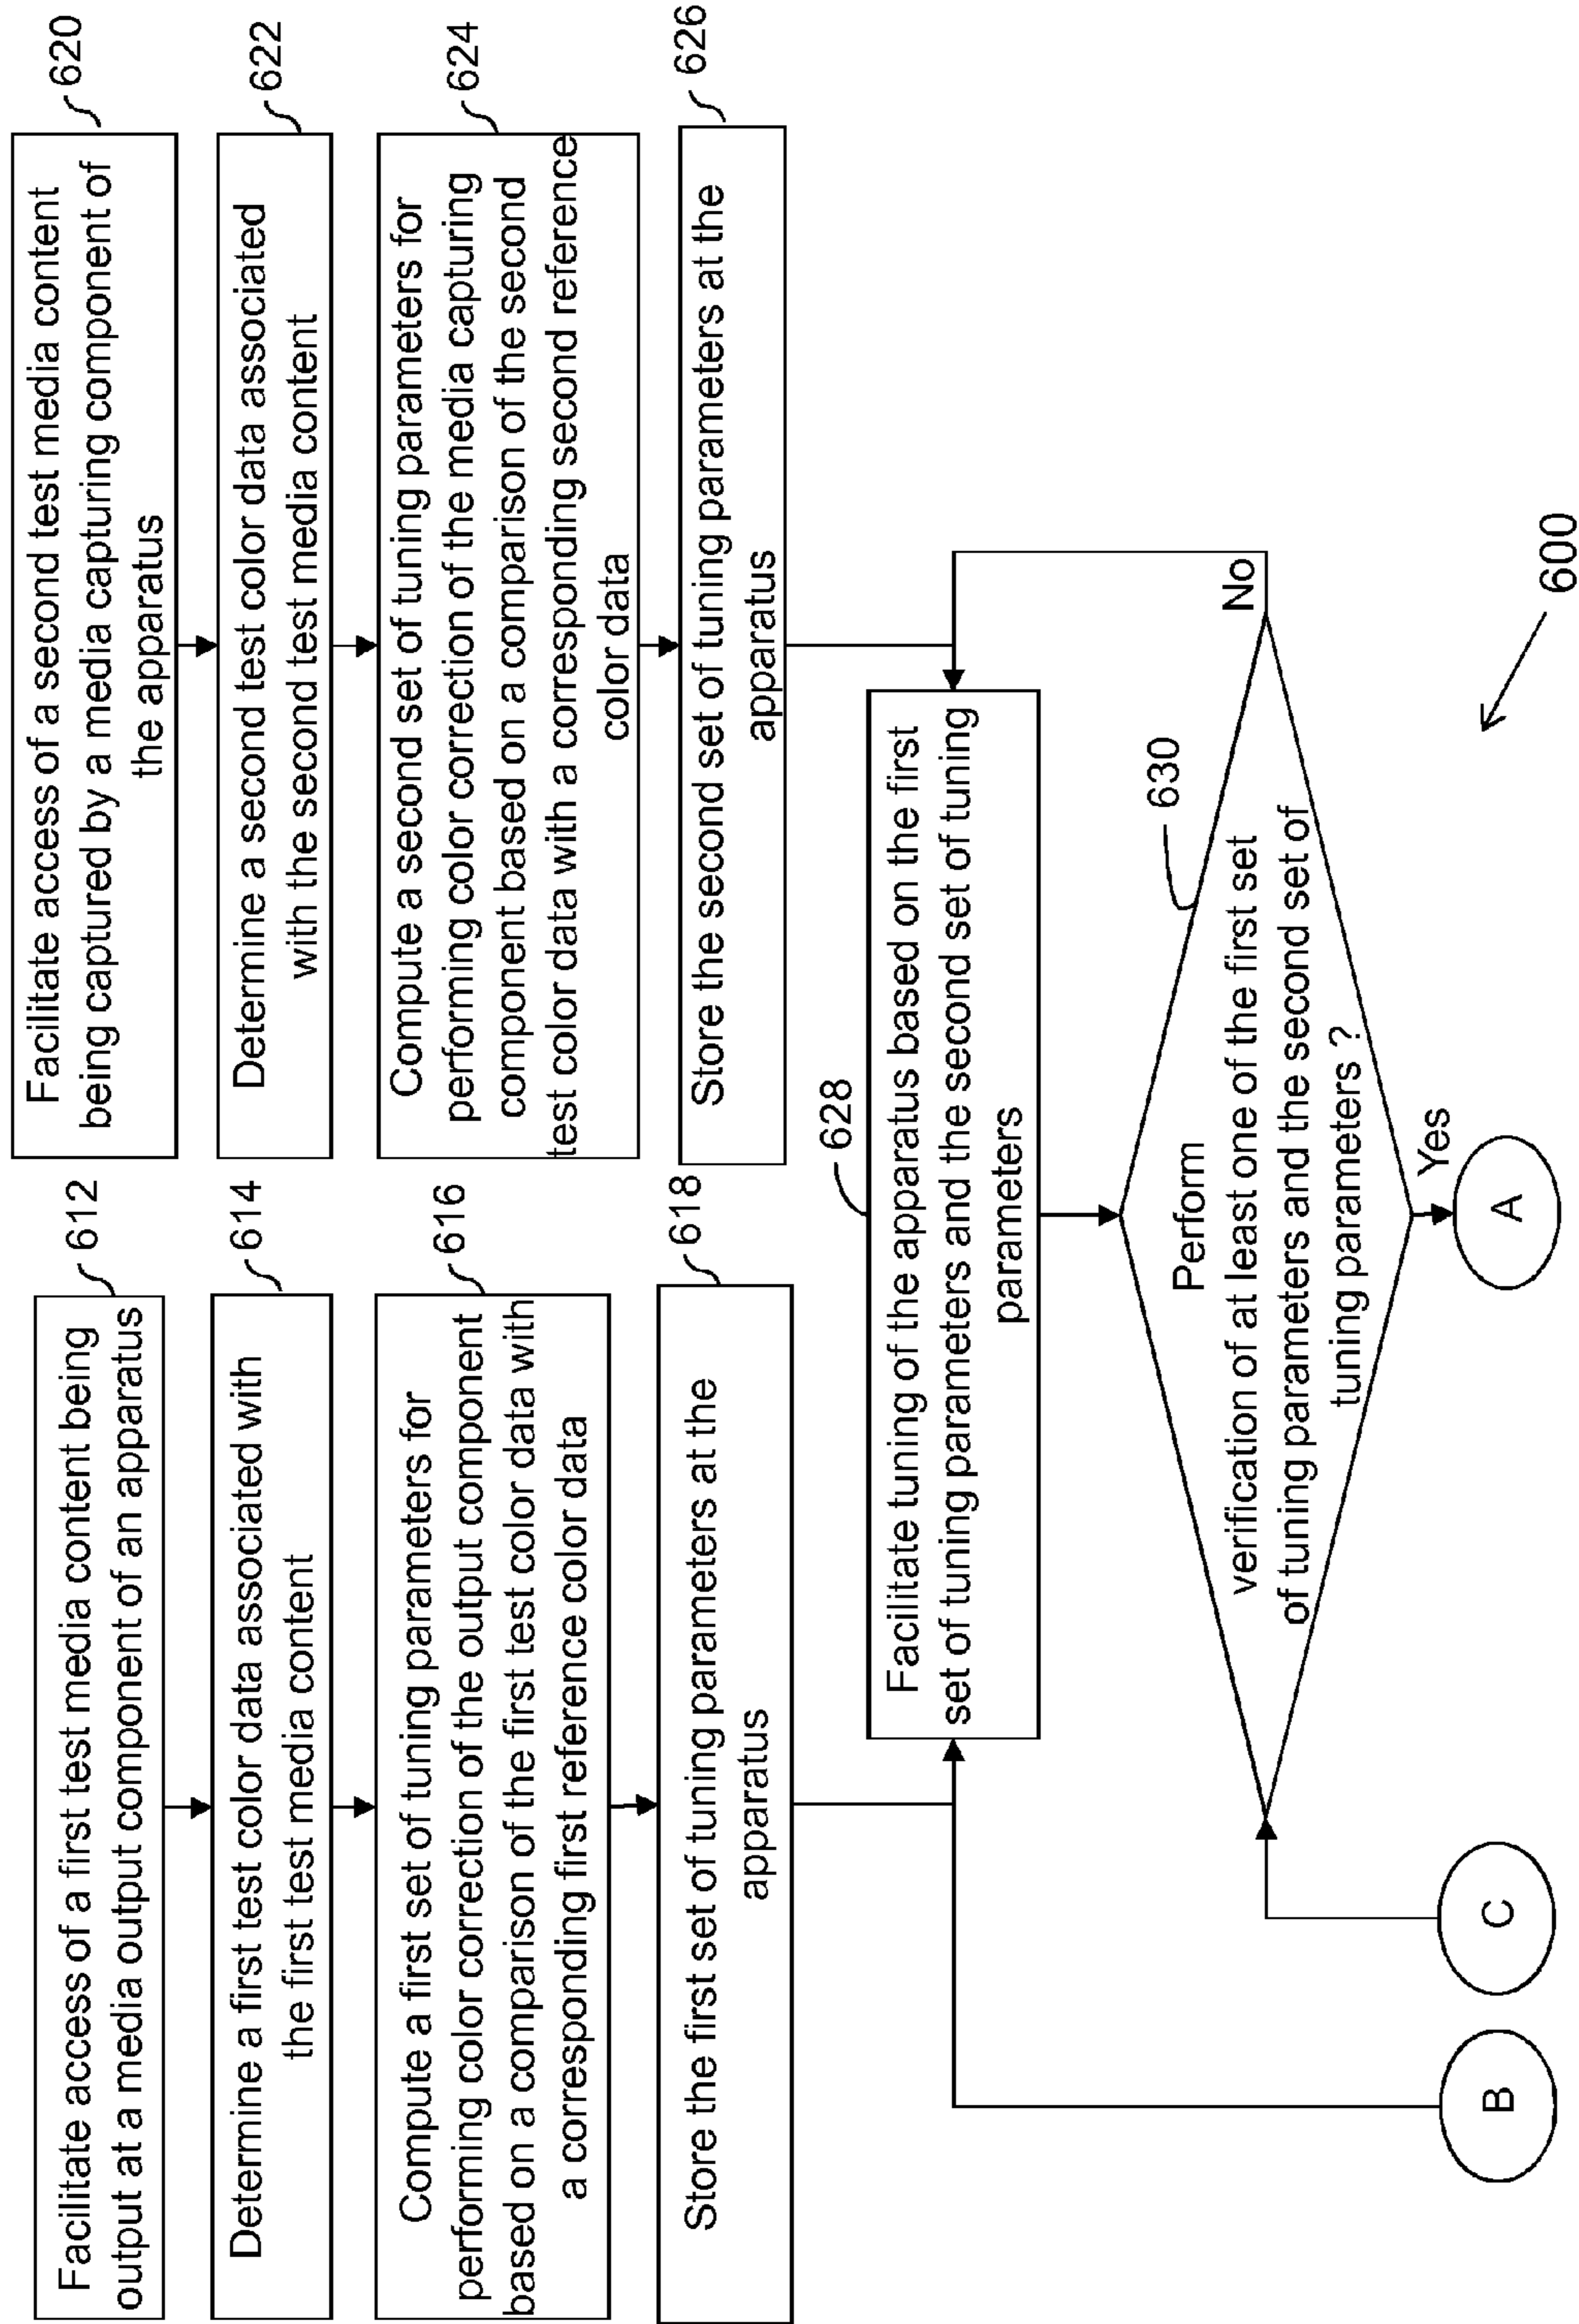 Facilitate access of a first test media content being
output at a media output component of an apparatus
612
Determine a first test color data associated with
the first test media content
614
Compute a first set of tuning parameters for
performing color correction of the output component
based on a comparison of the first test color data with
a corresponding first reference color data
616
Store the first set of tuning parameters at the
apparatus
618
Facilitate access of a second test media content
being captured by a media capturing component of
the apparatus
620
Determine a second test color data associated
with the second test media content
622
Compute a second set of tuning parameters for
performing color correction of the media capturing
component based on a comparison of the second
test color data with a corresponding second reference
color data
624
Store the second set of tuning parameters at the
apparatus
626
628
Facilitate tuning of the apparatus based on the first
set of tuning parameters and the second set of tuning
parameters
630
Perform
verification of at least one of the first set
of tuning parameters and the second set of
tuning parameters ?
No
Yes
B
C
A
600